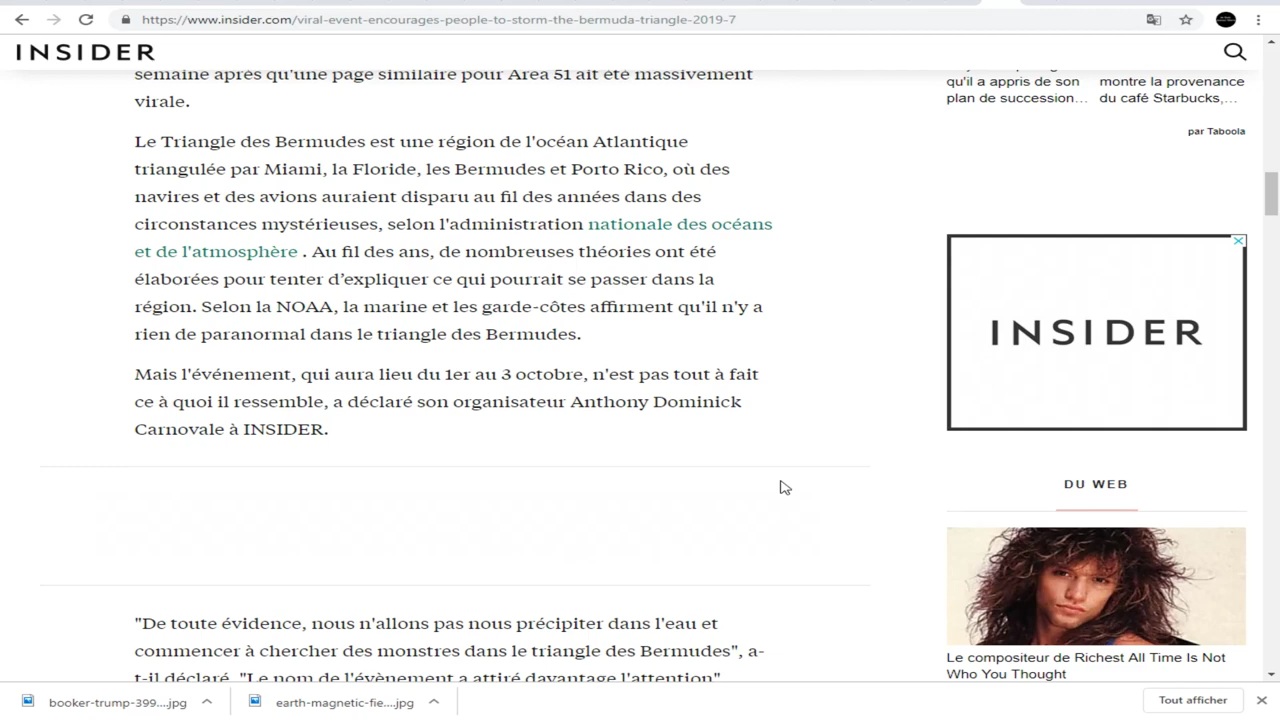 https://www.insider.com/viral-event-encourages-people-to-storm-the-bermuda-triangle-2019-7
INSIDER
semaine après qu'une page similaire pour Area 51 ait été massivement
virale.
Le Triangle des Bermudes est une région de l'océan Atlantique
triangulée par Miami, la Floride, les Bermudes et Porto Rico, où des
navires et des avions auraient disparu au fil des années dans des
circonstances mystérieuses, selon l'administration nationale des océans
et de l'atmosphère . Au fil des ans, de nombreuses théories ont été
élaborées pour tenter d’expliquer ce qui pourrait se passer dans la
région. Selon la NOAA, la marine et les garde-côtes affirment qu'il n'y a
rien de paranormal dans le triangle des Bermudes.
Mais l'événement, qui aura lieu du 1er au 3 octobre, n'est pas tout à fait
ce à quoi il ressemble, a déclaré son organisateur Anthony Dominick
Carnovale à INSIDER.
"De toute évidence, nous n'allons pas nous précipiter dans l'eau et
commencer à chercher des monstres dans le triangle des Bermudes", a-
t-il déclaré. "Le nom de l'évènement a attiré davantage l'attention"
qu'il a appris de son
plan de succession…
montre la provenance
du café Starbucks,…
par Taboola
INSIDER
DU WEB
Le compositeur de Richest All Time Is Not
Who You Thought
booker-trump-399....jpg
earth-magnetic-fie....jpg
Tout afficher